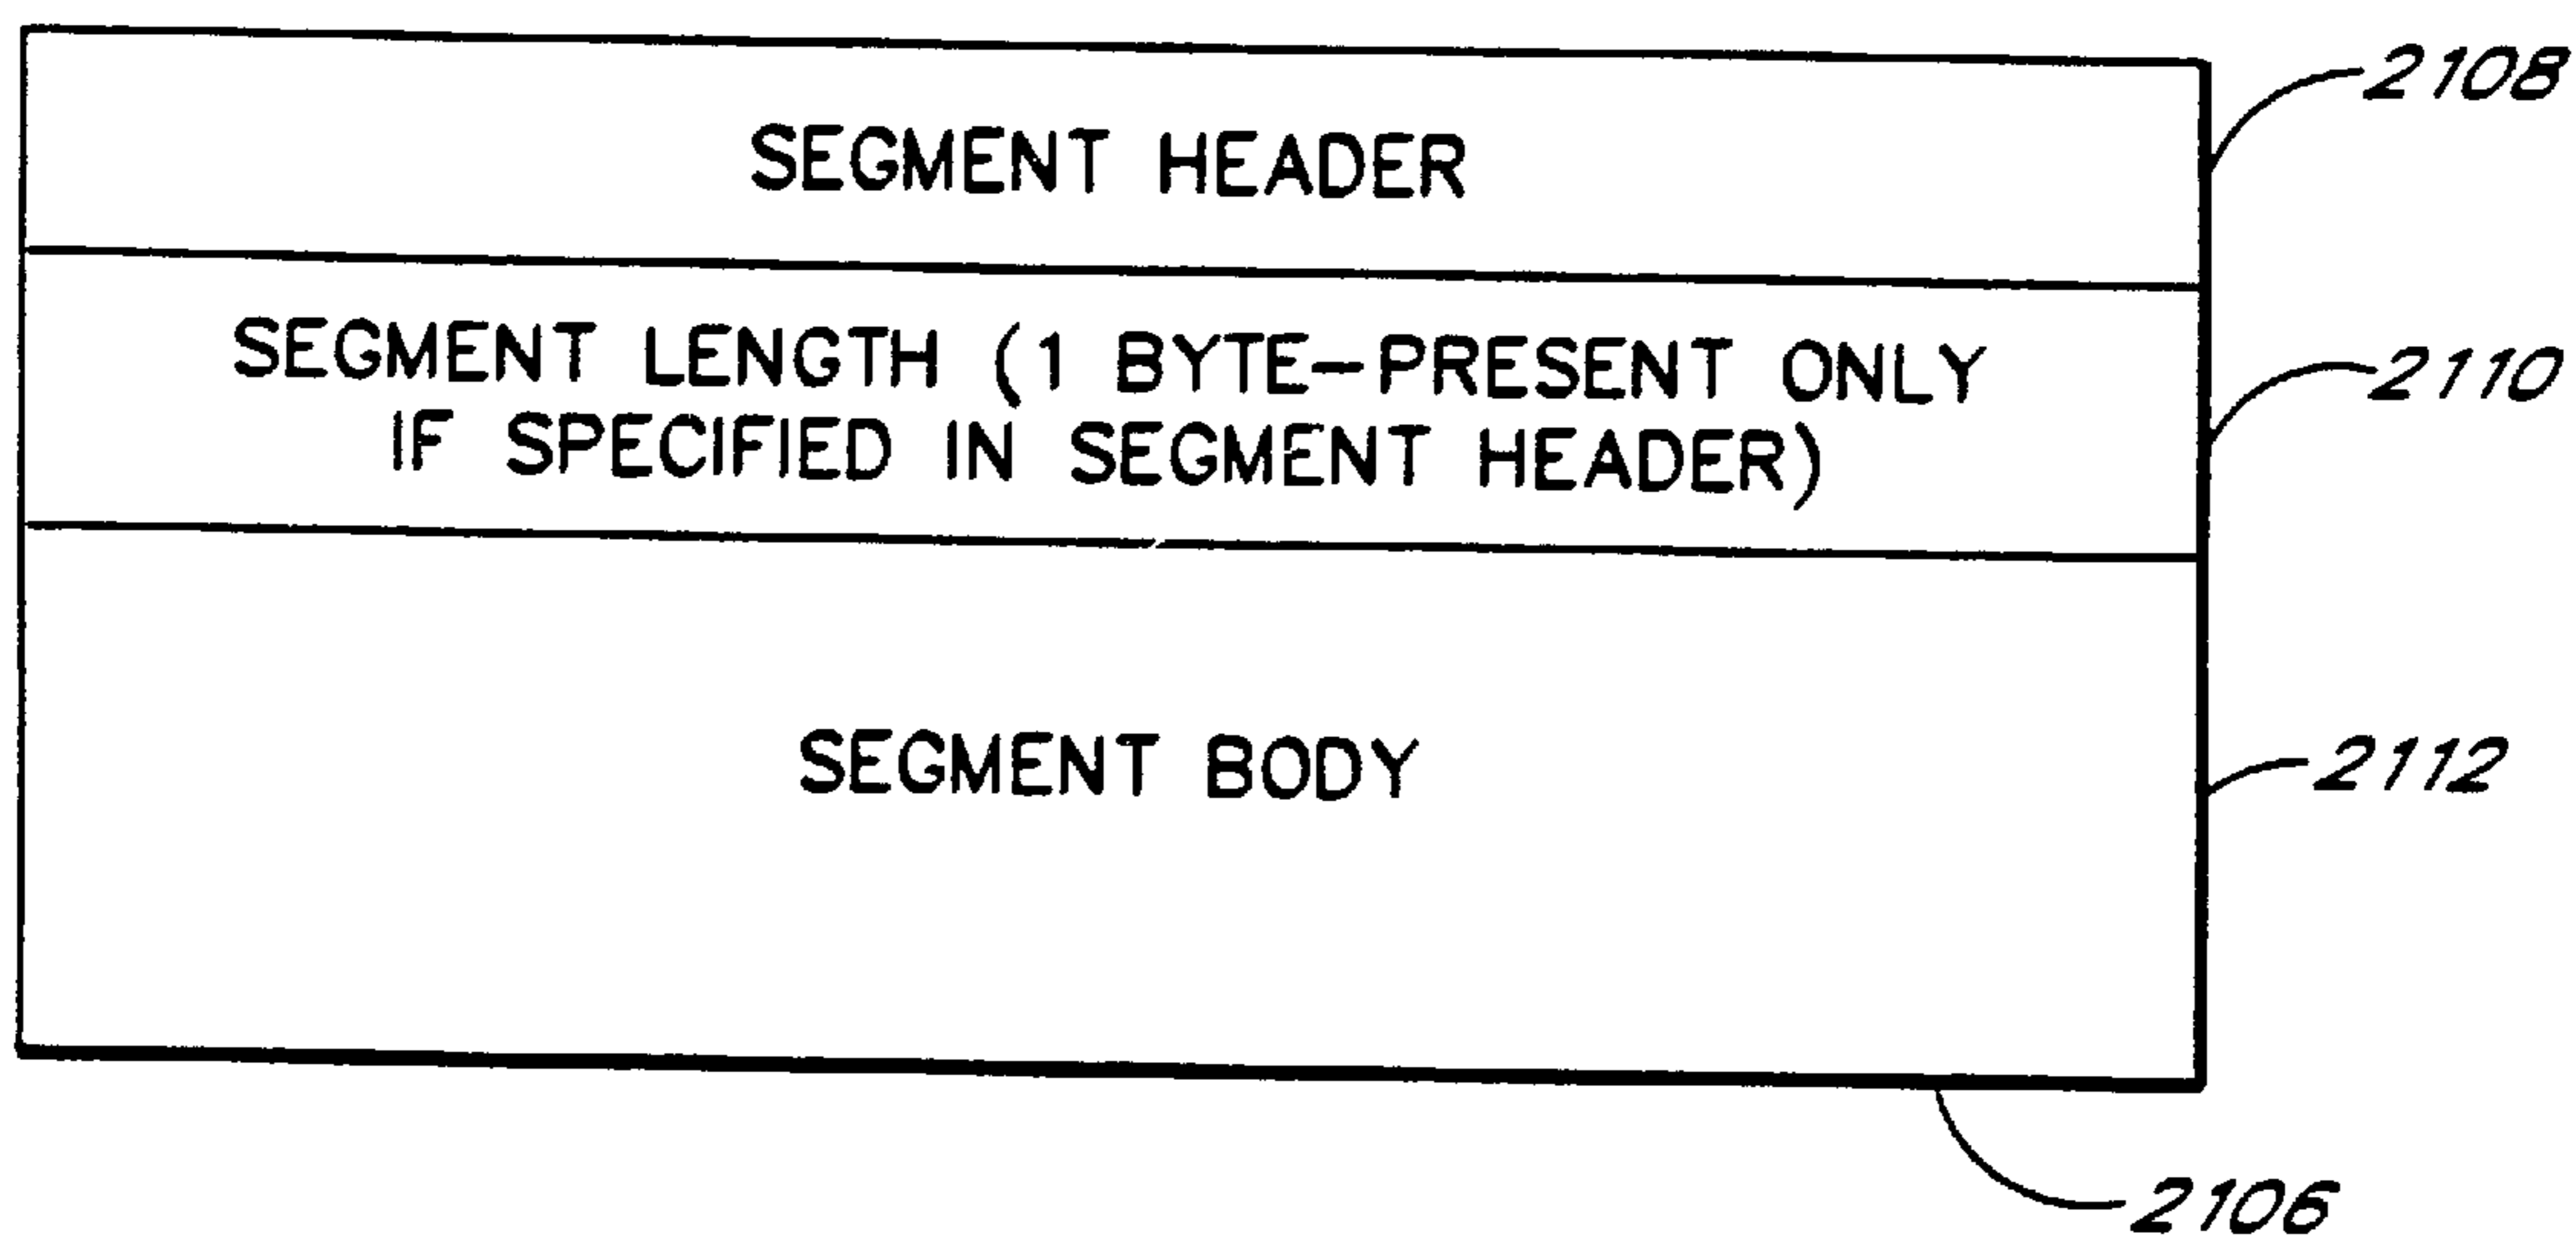 2108
SEGMENT HEADER
SEGMENT LENGTH (1 BYTE-PRESENT ONLY
IF SPECIFIED IN SEGMENT HEADER)
2110
SEGMENT BODY
2112
2106